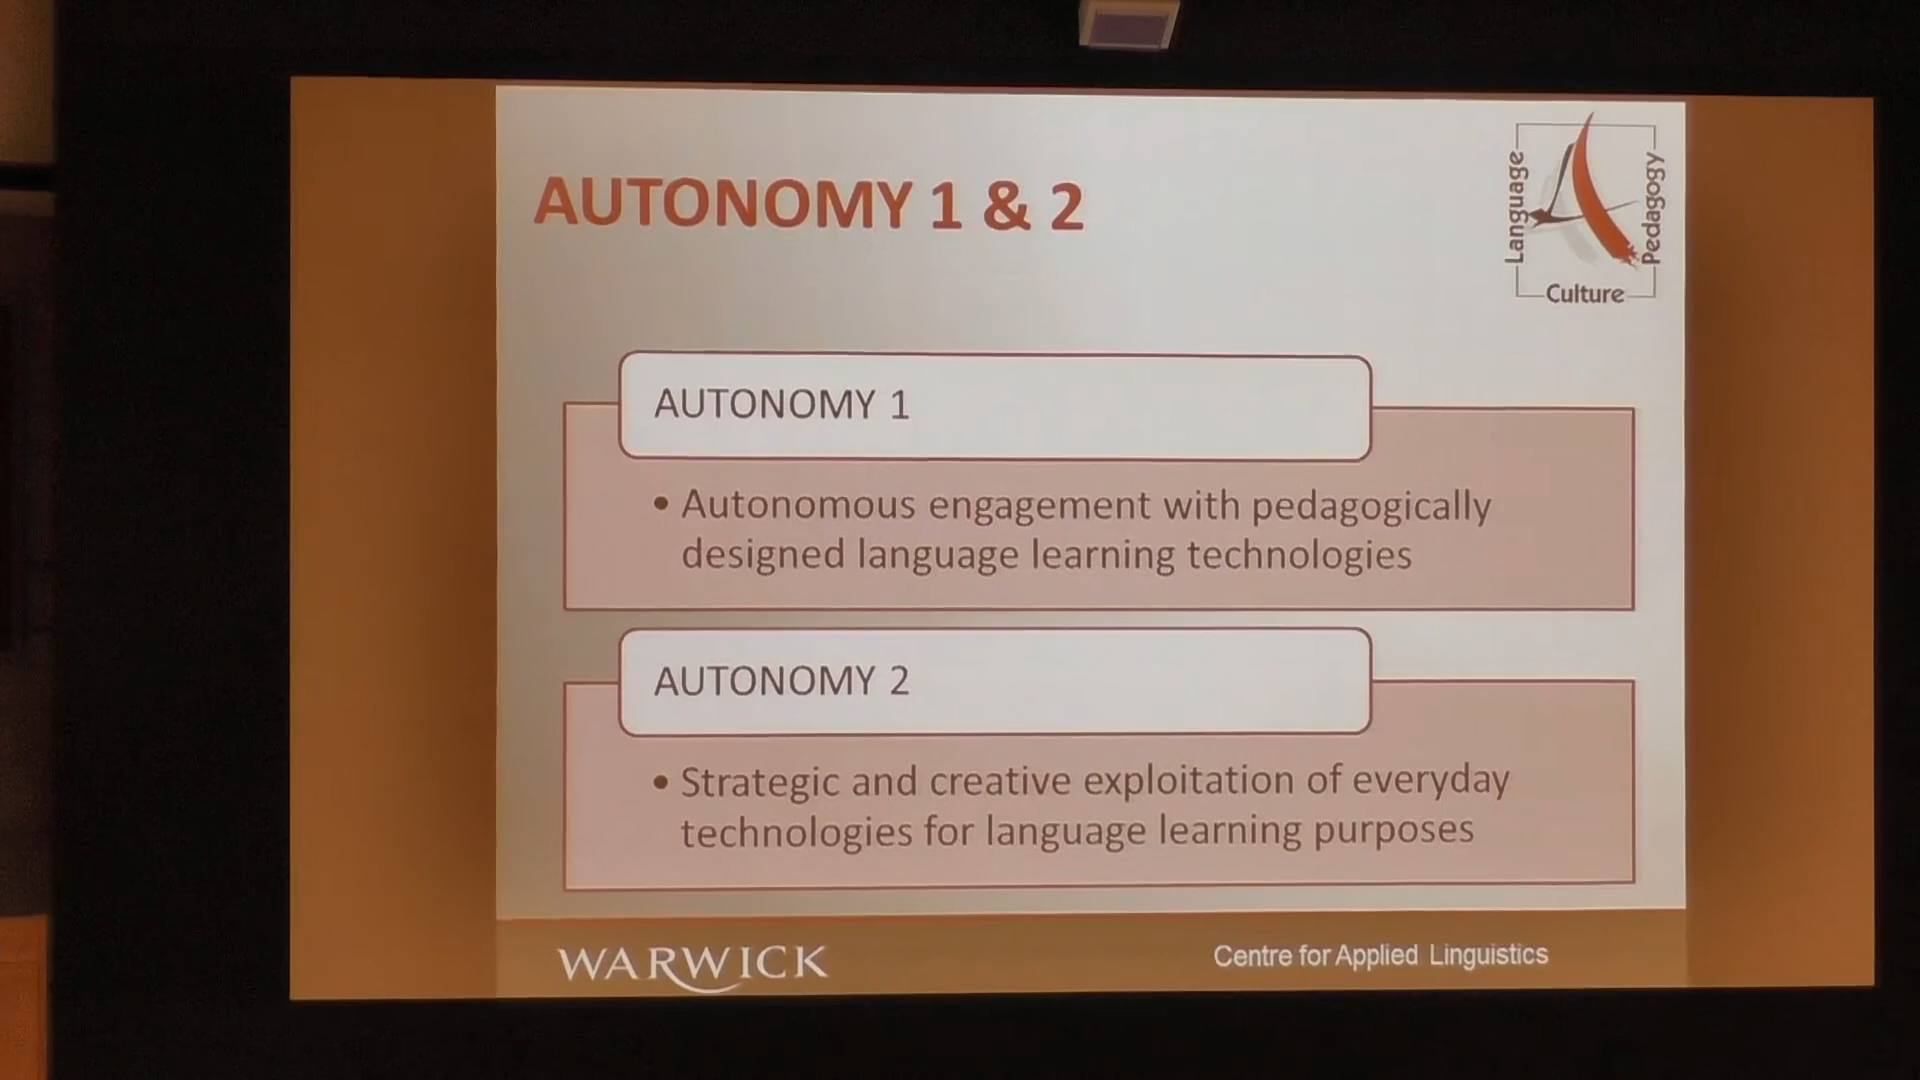 AUTONOMY 1 & 2
Language
Pedagogy
Culture
AUTONOMY 1
• Autonomous engagement with pedagogically
designed language learning technologies
AUTONOMY 2
• Strategic and creative exploitation of everyday
technologies for language learning purposes
WARWICK
Centre for Applied Linguistics